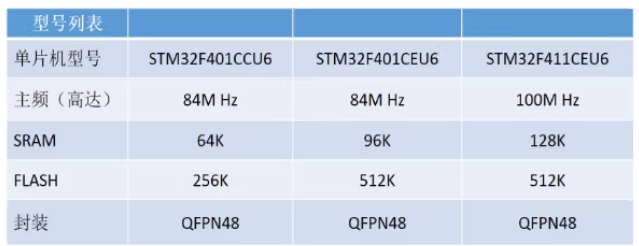 型号列表
单片机型号 STM32F401CCU6 STM32F401CEU6 STM32F411CEU6
主频（高达） 84M Hz 84M Hz 100M Hz
SRAM 64K 96K 128K
FLASH 256K 512K 512K
封装 QFPN48 QFPN48 QFPN48